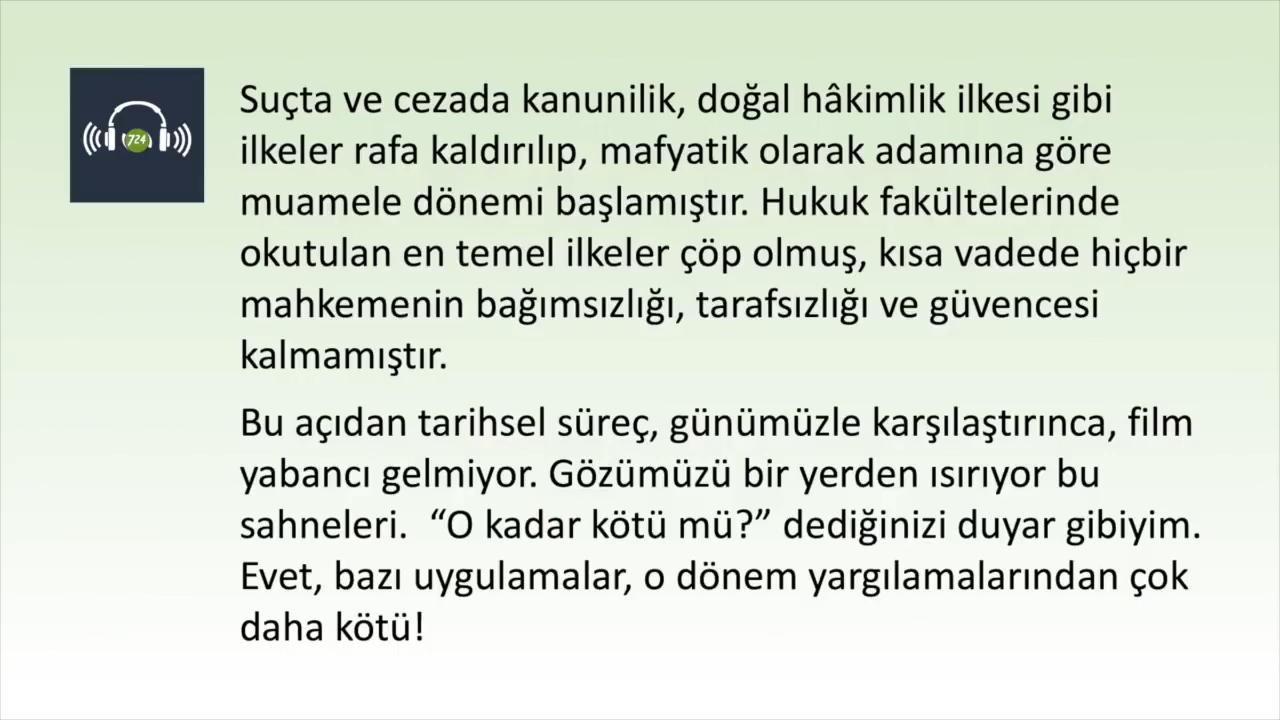 724
Suçta ve cezada kanunilik, doğal hâkimlik ilkesi gibi
ilkeler rafa kaldırılıp, mafyatik olarak adamına göre
muamele dönemi başlamıştır. Hukuk fakültelerinde
okutulan en temel ilkeler çöp olmuş, kısa vadede hiçbir
mahkemenin bağımsızlığı, tarafsızlığı ve güvencesi
kalmamıştır.
Bu açıdan tarihsel süreç, günümüzle karşılaştırınca, film
yabancı gelmiyor. Gözümüzü bir yerden ısırıyor bu
sahneleri.  “O kadar kötü mü?” dediğinizi duyar gibiyim.
Evet, bazı uygulamalar, o dönem yargılamalarından çok
daha kötü!